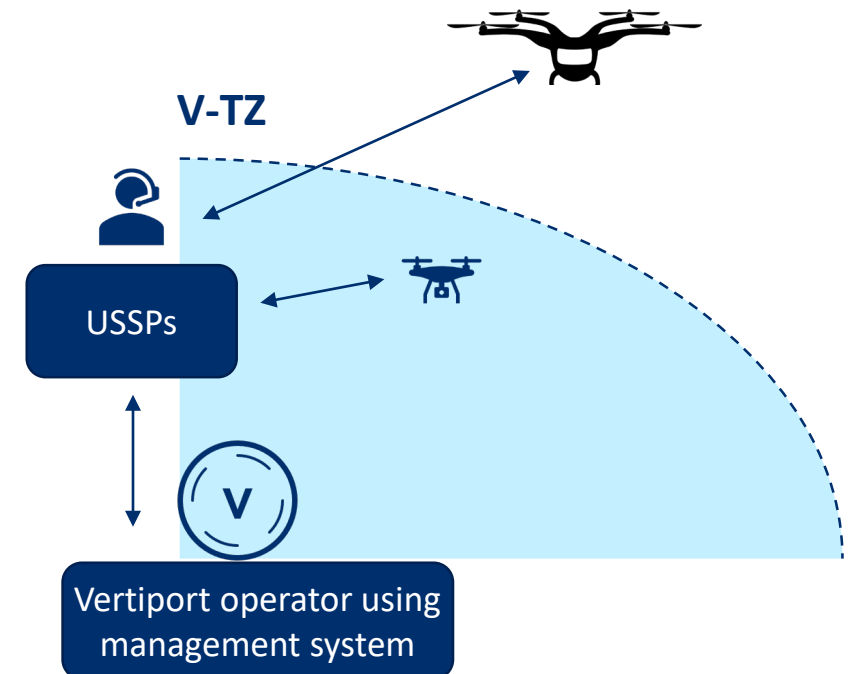 V-TZ
USSPs
V
Vertiport operator using
management system